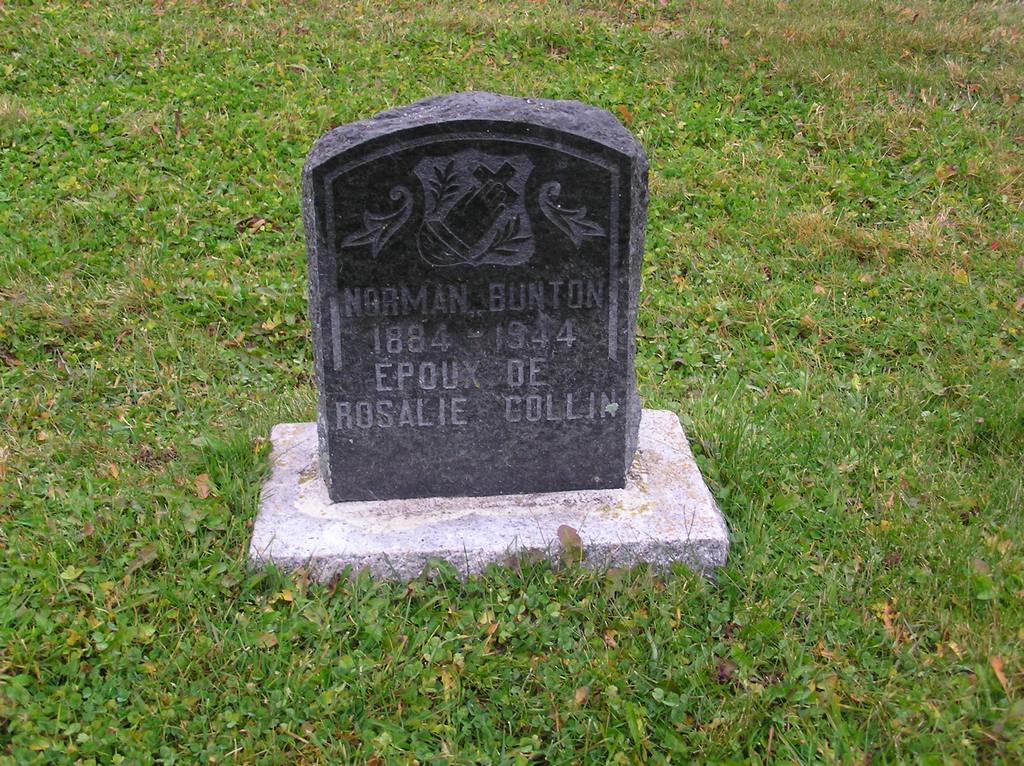 NORMAN BUNTON
1884 - 1944
EPOUX DE
ROSALIE COLLIN